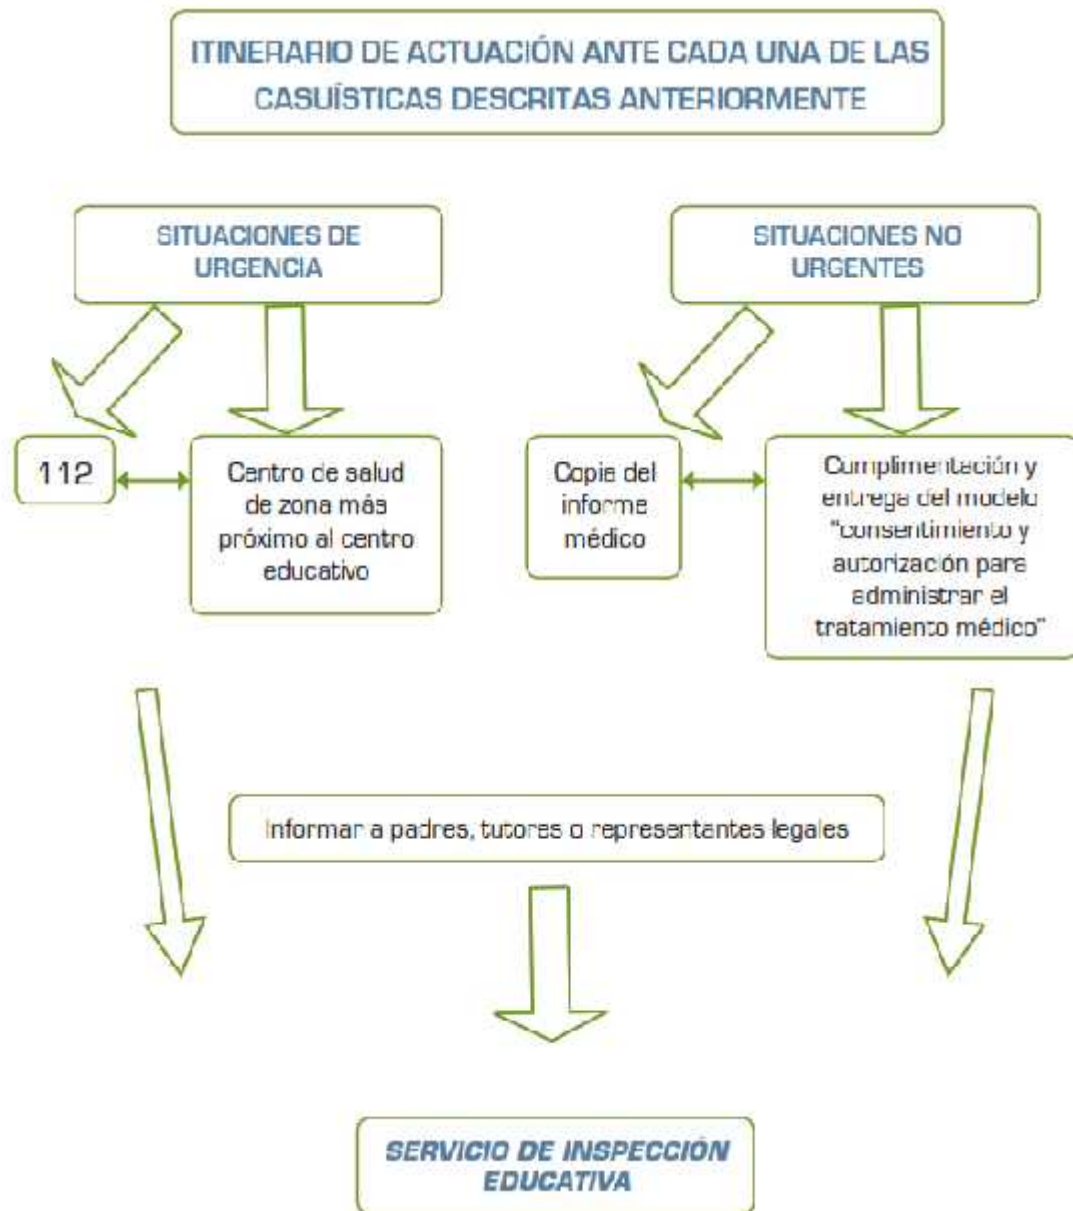 ITINERARIO DE ACTUACIÓN ANTE CADA UNA DE LAS
CASUÍSTICAS DESCRITAS ANTERIORMENTE
SITUACIONES DE
URGENCIA
SITUACIONES NO
URGENTES
112
Centro de salud
de zona más
próximo al centro
educativo
Copia del
informe
médico
Cumplimentación y
entrega del modelo
"consentimiento y
autorización para
administrar el
tratamiento médico"
Informar a padres, tutores o representantes legales
SERVICIO DE INSPECCIÓN
EDUCATIVA